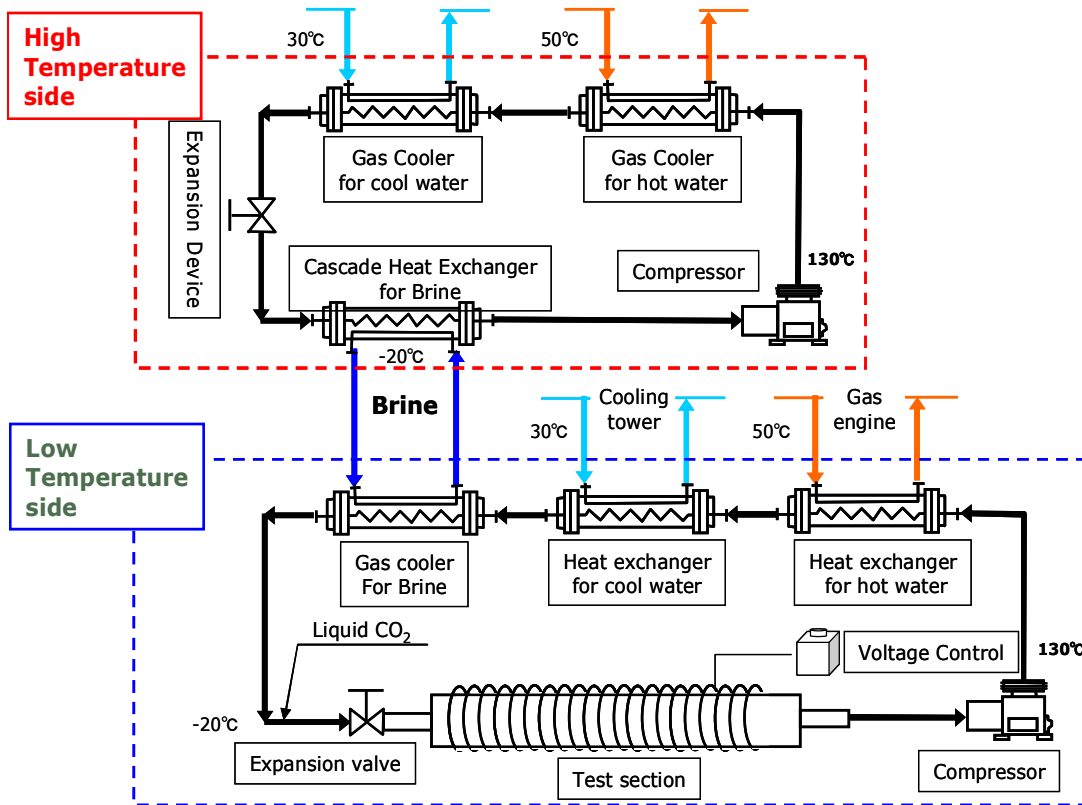 High
Temperature
side
30℃
50℃
Gas Cooler
for cool water
Gas Cooler
for hot water
Expansion Device
Cascade Heat Exchanger
for Brine
Compressor
130℃
-20℃
Brine
Low
Temperature
side
30℃
Cooling
tower
50℃
Gas
engine
Gas cooler
For Brine
Heat exchanger
for cool water
Heat exchanger
for hot water
Liquid CO₂
Voltage Control
130℃
-20℃
Expansion valve
Test section
Compressor